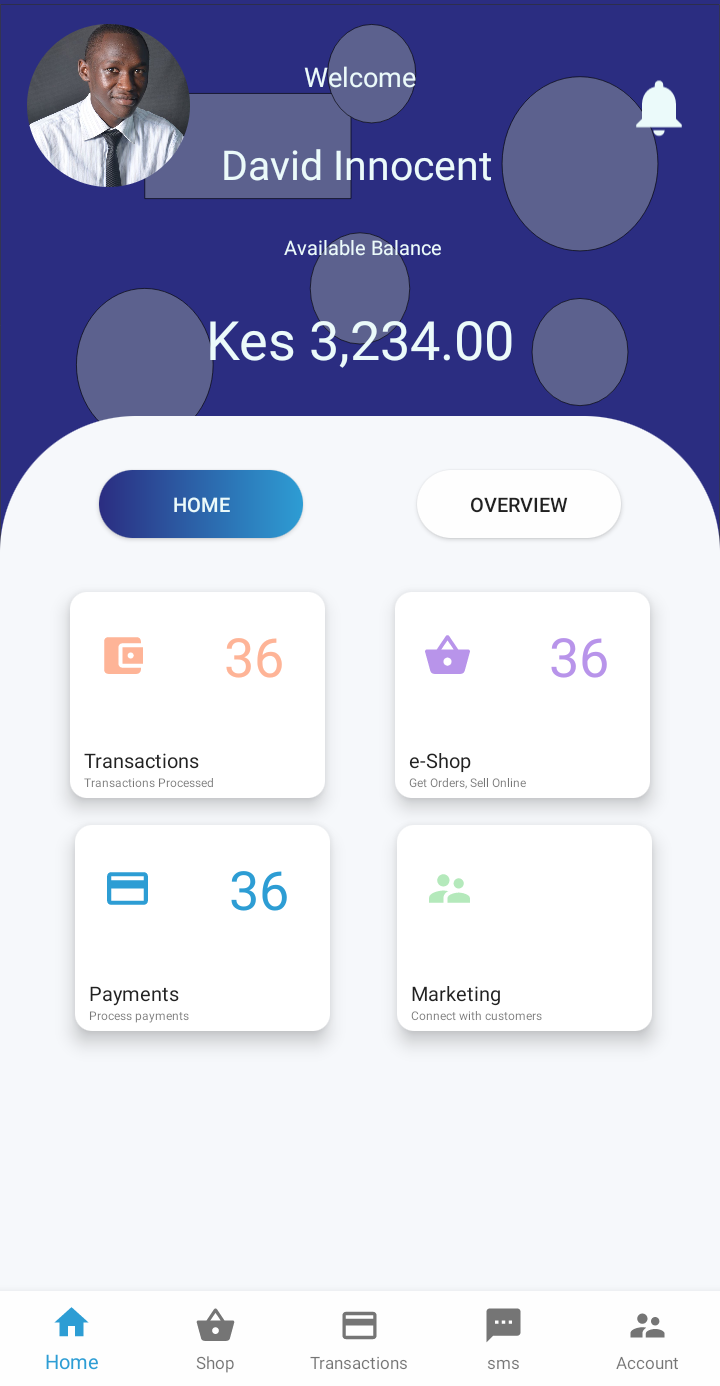 Welcome
David Innocent
Available Balance
Kes 3,234.00
HOME
OVERVIEW
36
36
Transactions
Transactions Processed
e-Shop
Get Orders, Sell Online
36
Payments
Process payments
Marketing
Connect with customers
Home
Shop
Transactions
sms
Account